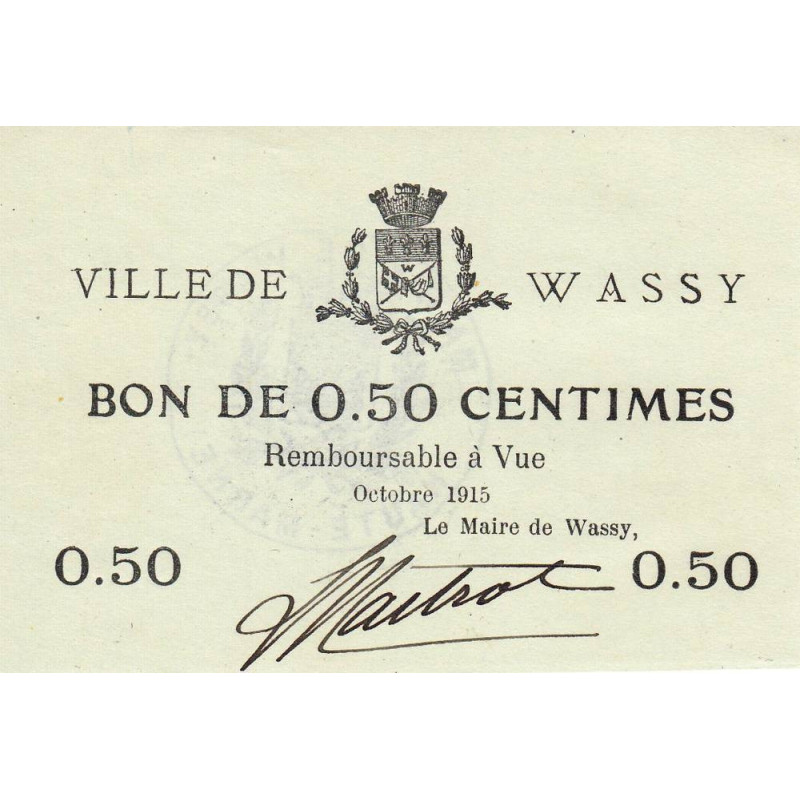 VILLE DE WASSY
W
BON DE 0.50 CENTIMES
Remboursable à Vue
Octobre 1915
Le Maire de Wassy,
0.50 0.50
Maitrot